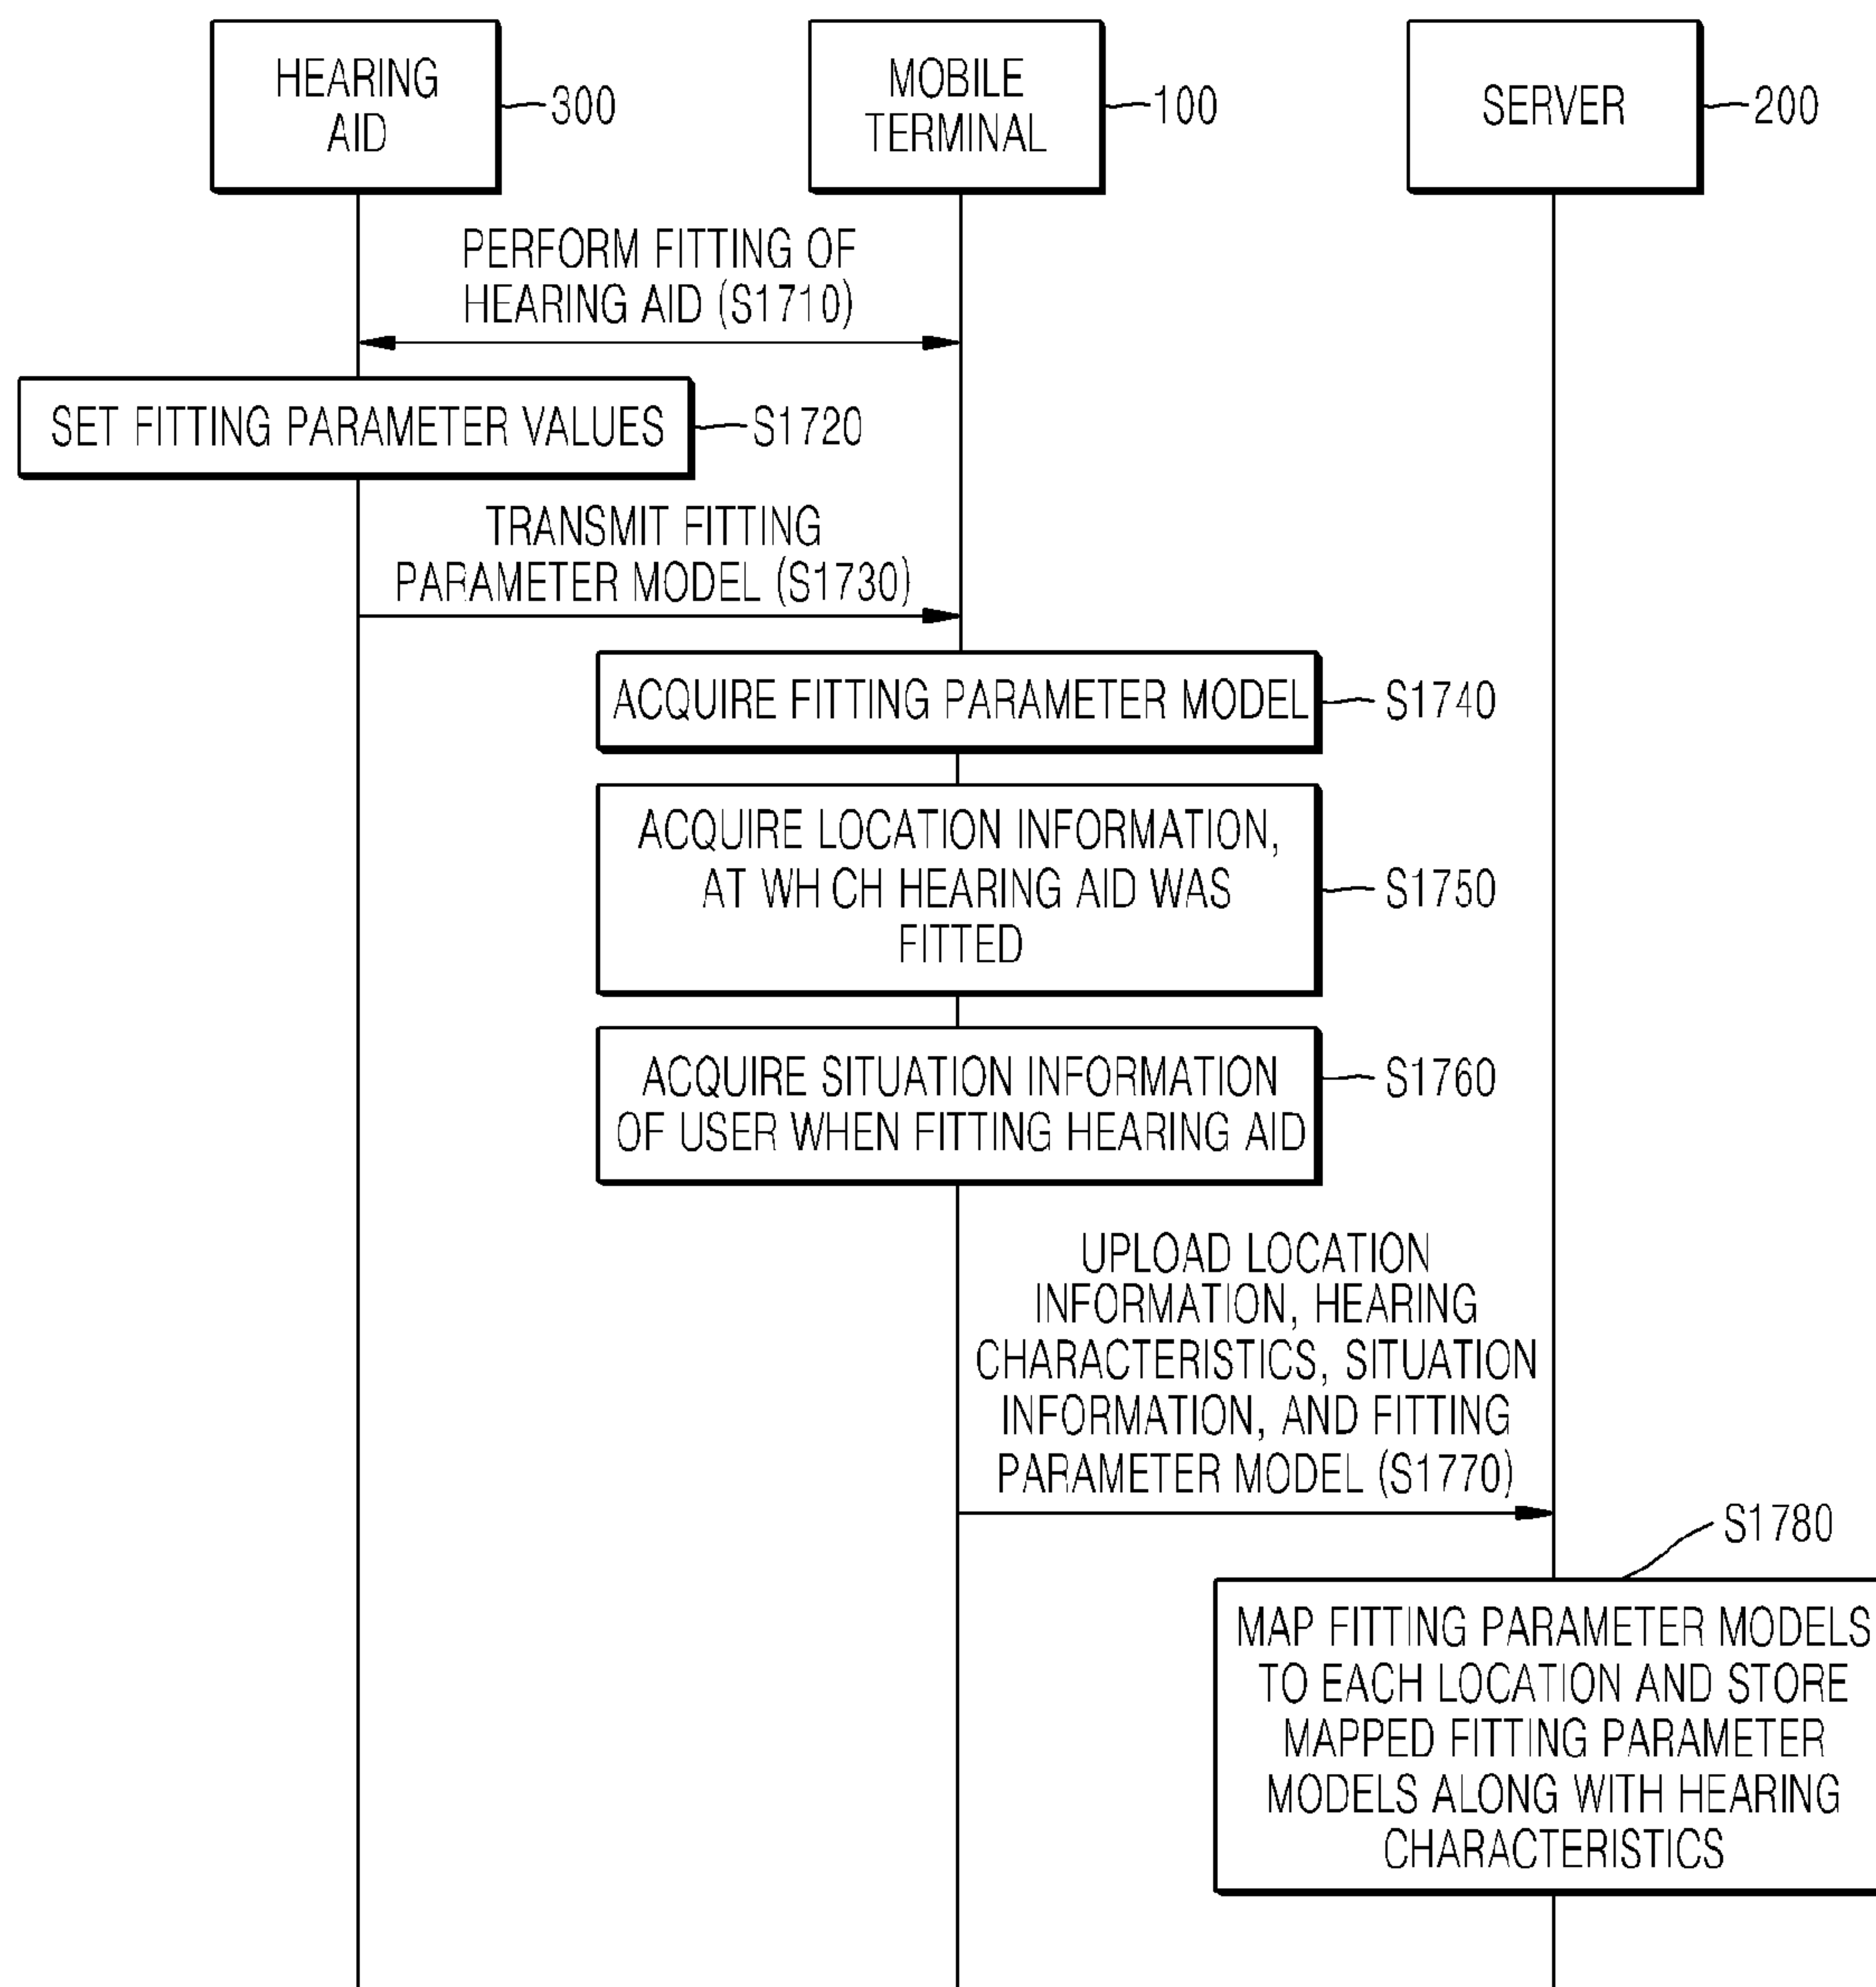 HEARING
AID
300
MOBILE
TERMINAL
100
SERVER
200
PERFORM FITTING OF
HEARING AID (S1710)
SET FITTING PARAMETER VALUES
S1720
TRANSMIT FITTING
PARAMETER MODEL (S1730)
ACQUIRE FITTING PARAMETER MODEL
S1740
ACQUIRE LOCATION INFORMATION,
AT WH CH HEARING AID WAS
FITTED
S1750
ACQUIRE SITUATION INFORMATION
OF USER WHEN FITTING HEARING AID
S1760
UPLOAD LOCATION
INFORMATION, HEARING
CHARACTERISTICS, SITUATION
INFORMATION, AND FITTING
PARAMETER MODEL (S1770)
S1780
MAP FITTING PARAMETER MODELS
TO EACH LOCATION AND STORE
MAPPED FITTING PARAMETER
MODELS ALONG WITH HEARING
CHARACTERISTICS